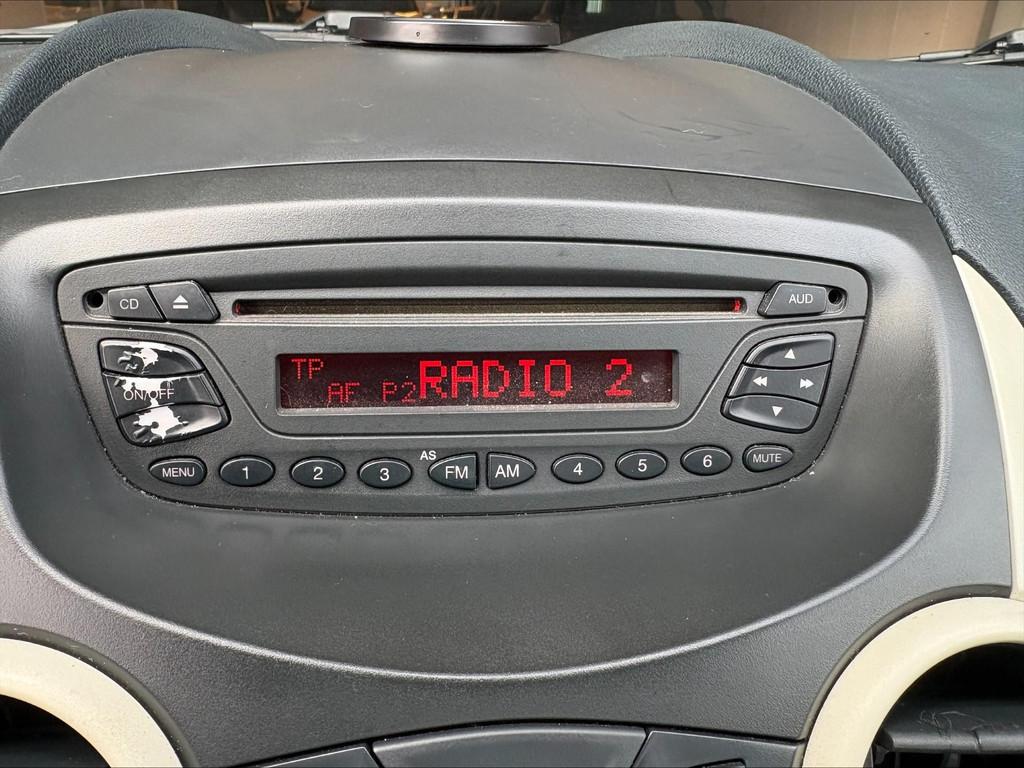 CD ⏏ AUD
TP
AF P2 RADIO 2
ON/OFF
MENU 1 2 3 AS FM AM 4 5 6 MUTE